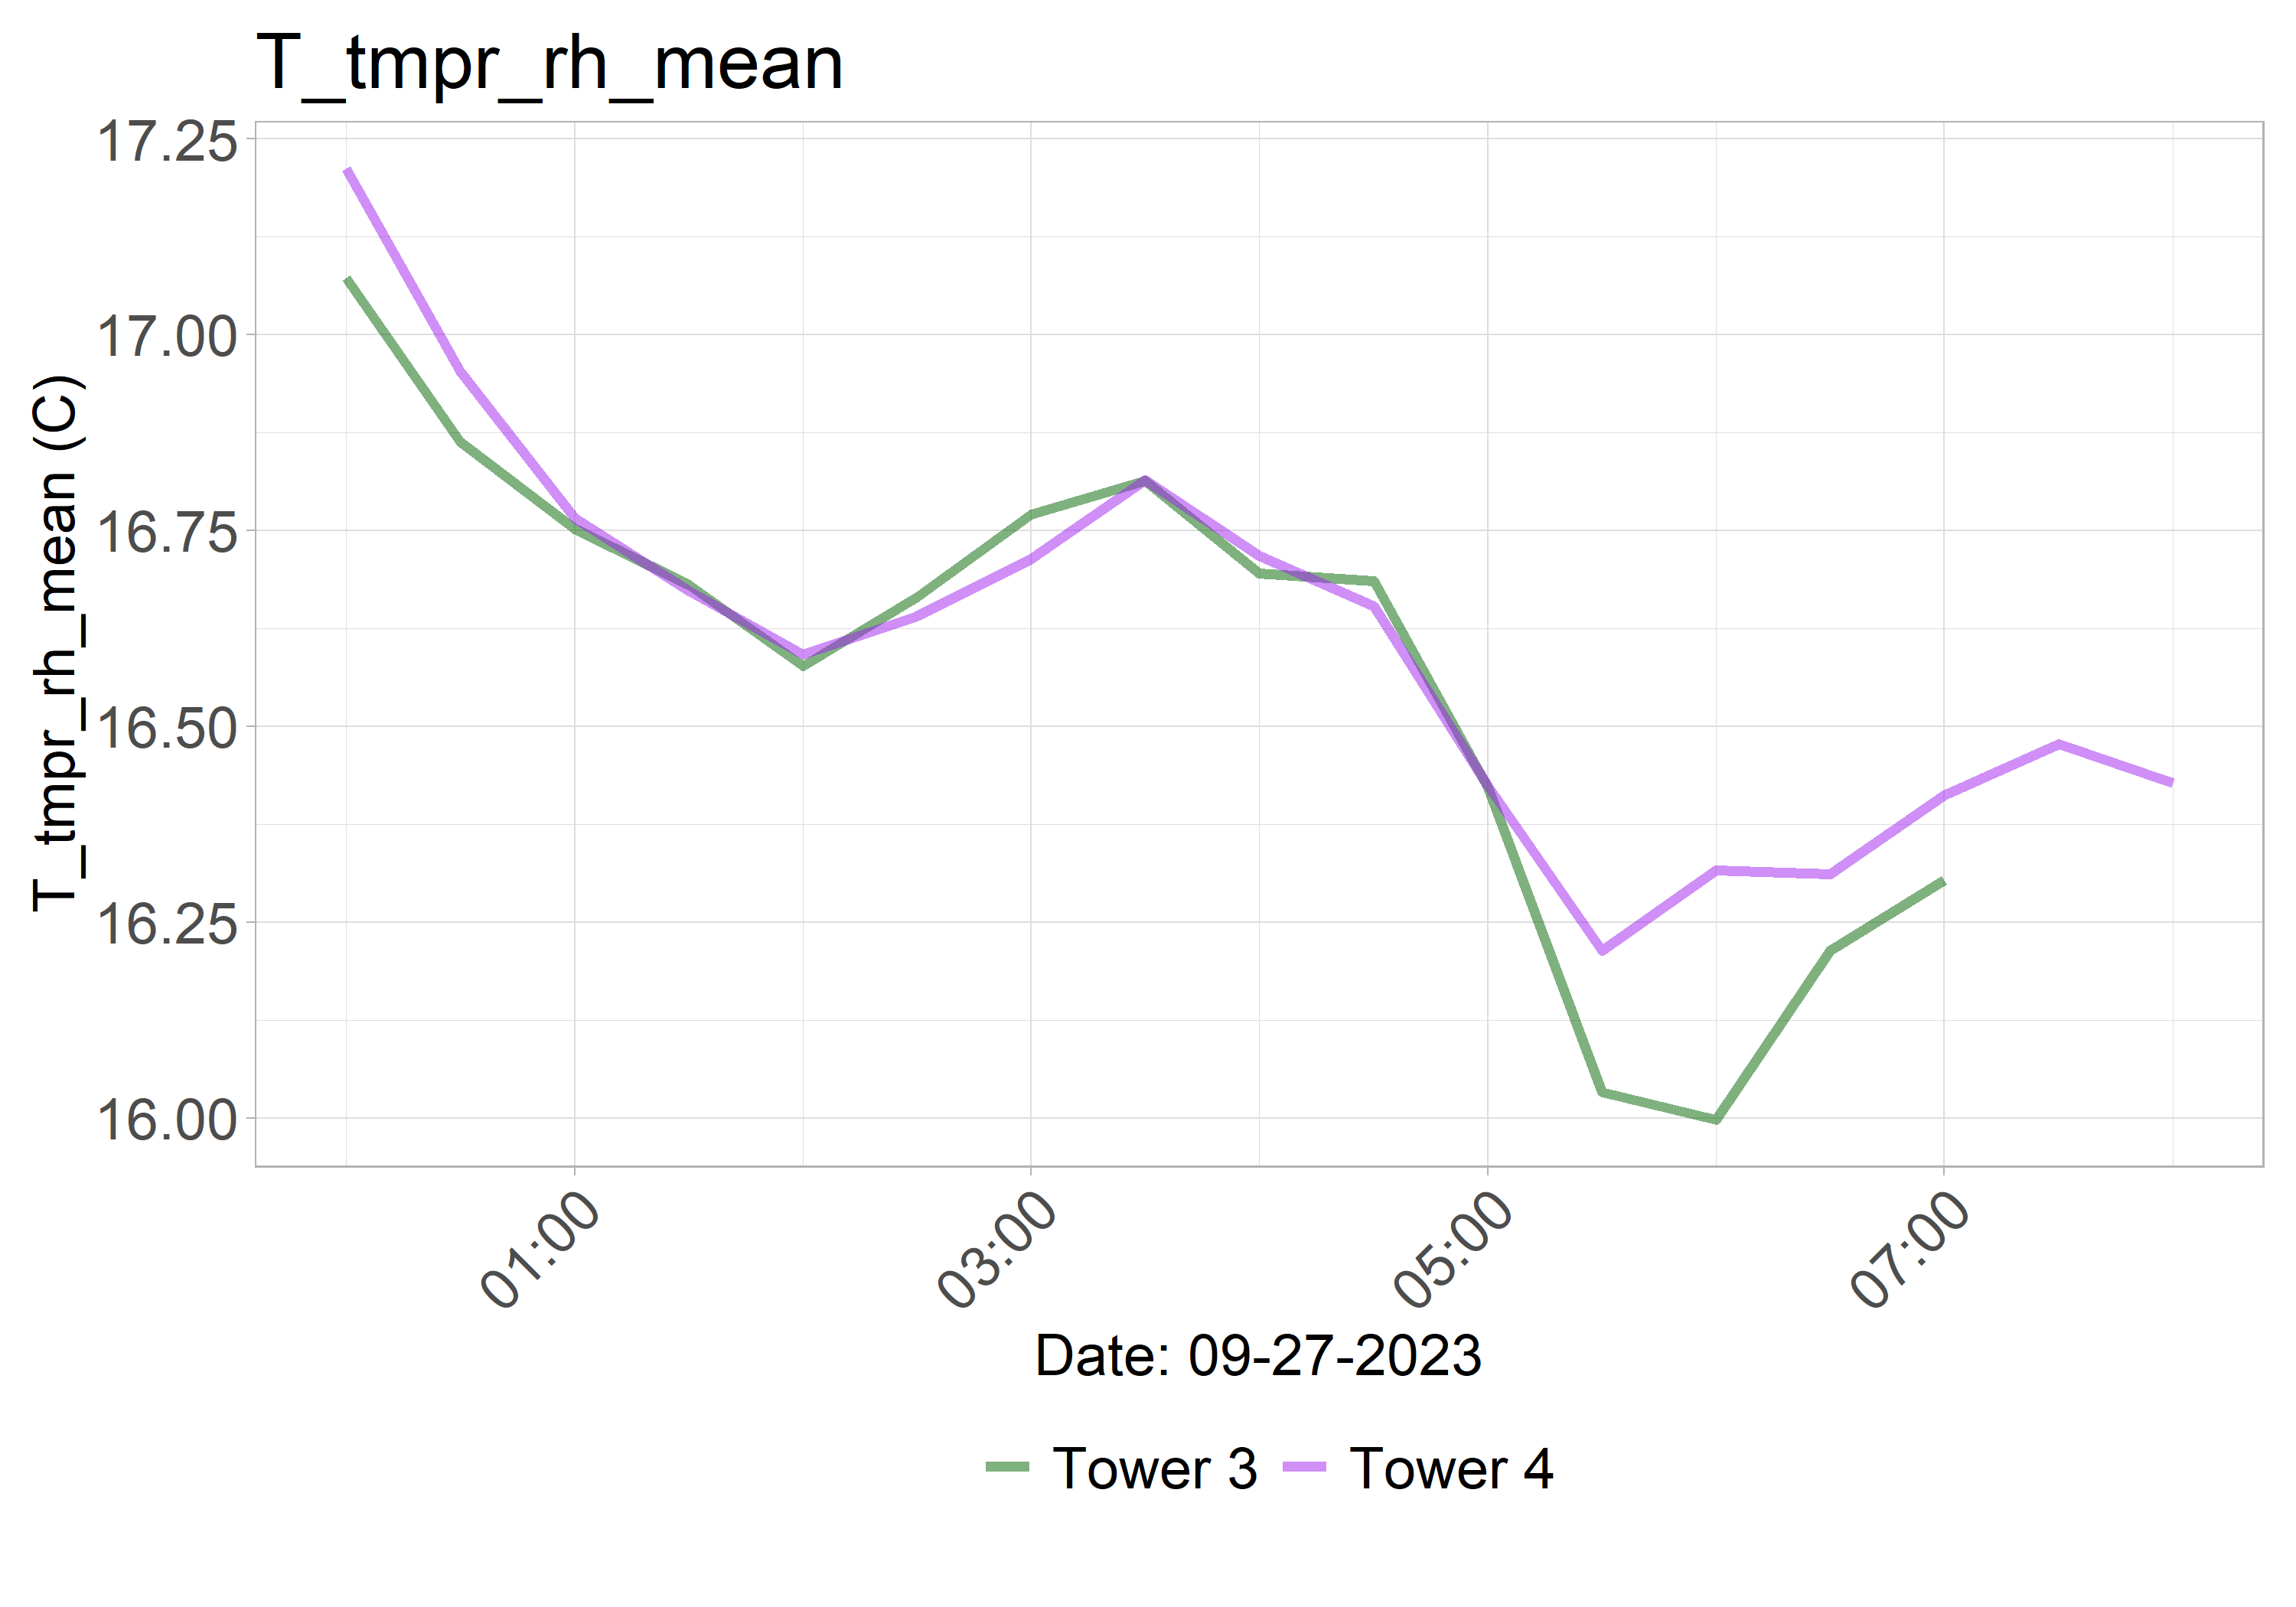 T_tmpr_rh_mean
T_tmpr_rh_mean (C)
17.25
17.00
16.75
16.50
16.25
16.00
01:00
03:00
05:00
07:00
Date: 09-27-2023
Tower 3
Tower 4